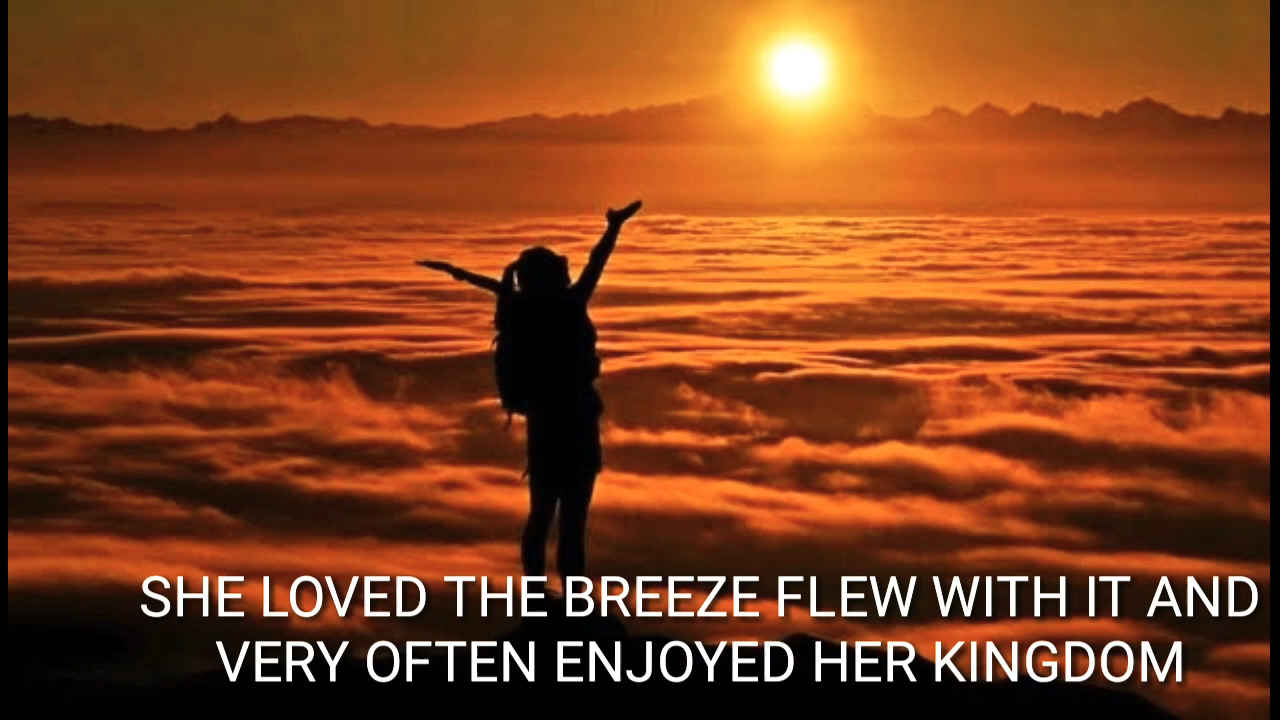 SHE LOVED THE BREEZE FLEW WITH IT AND
VERY OFTEN ENJOYED HER KINGDOM